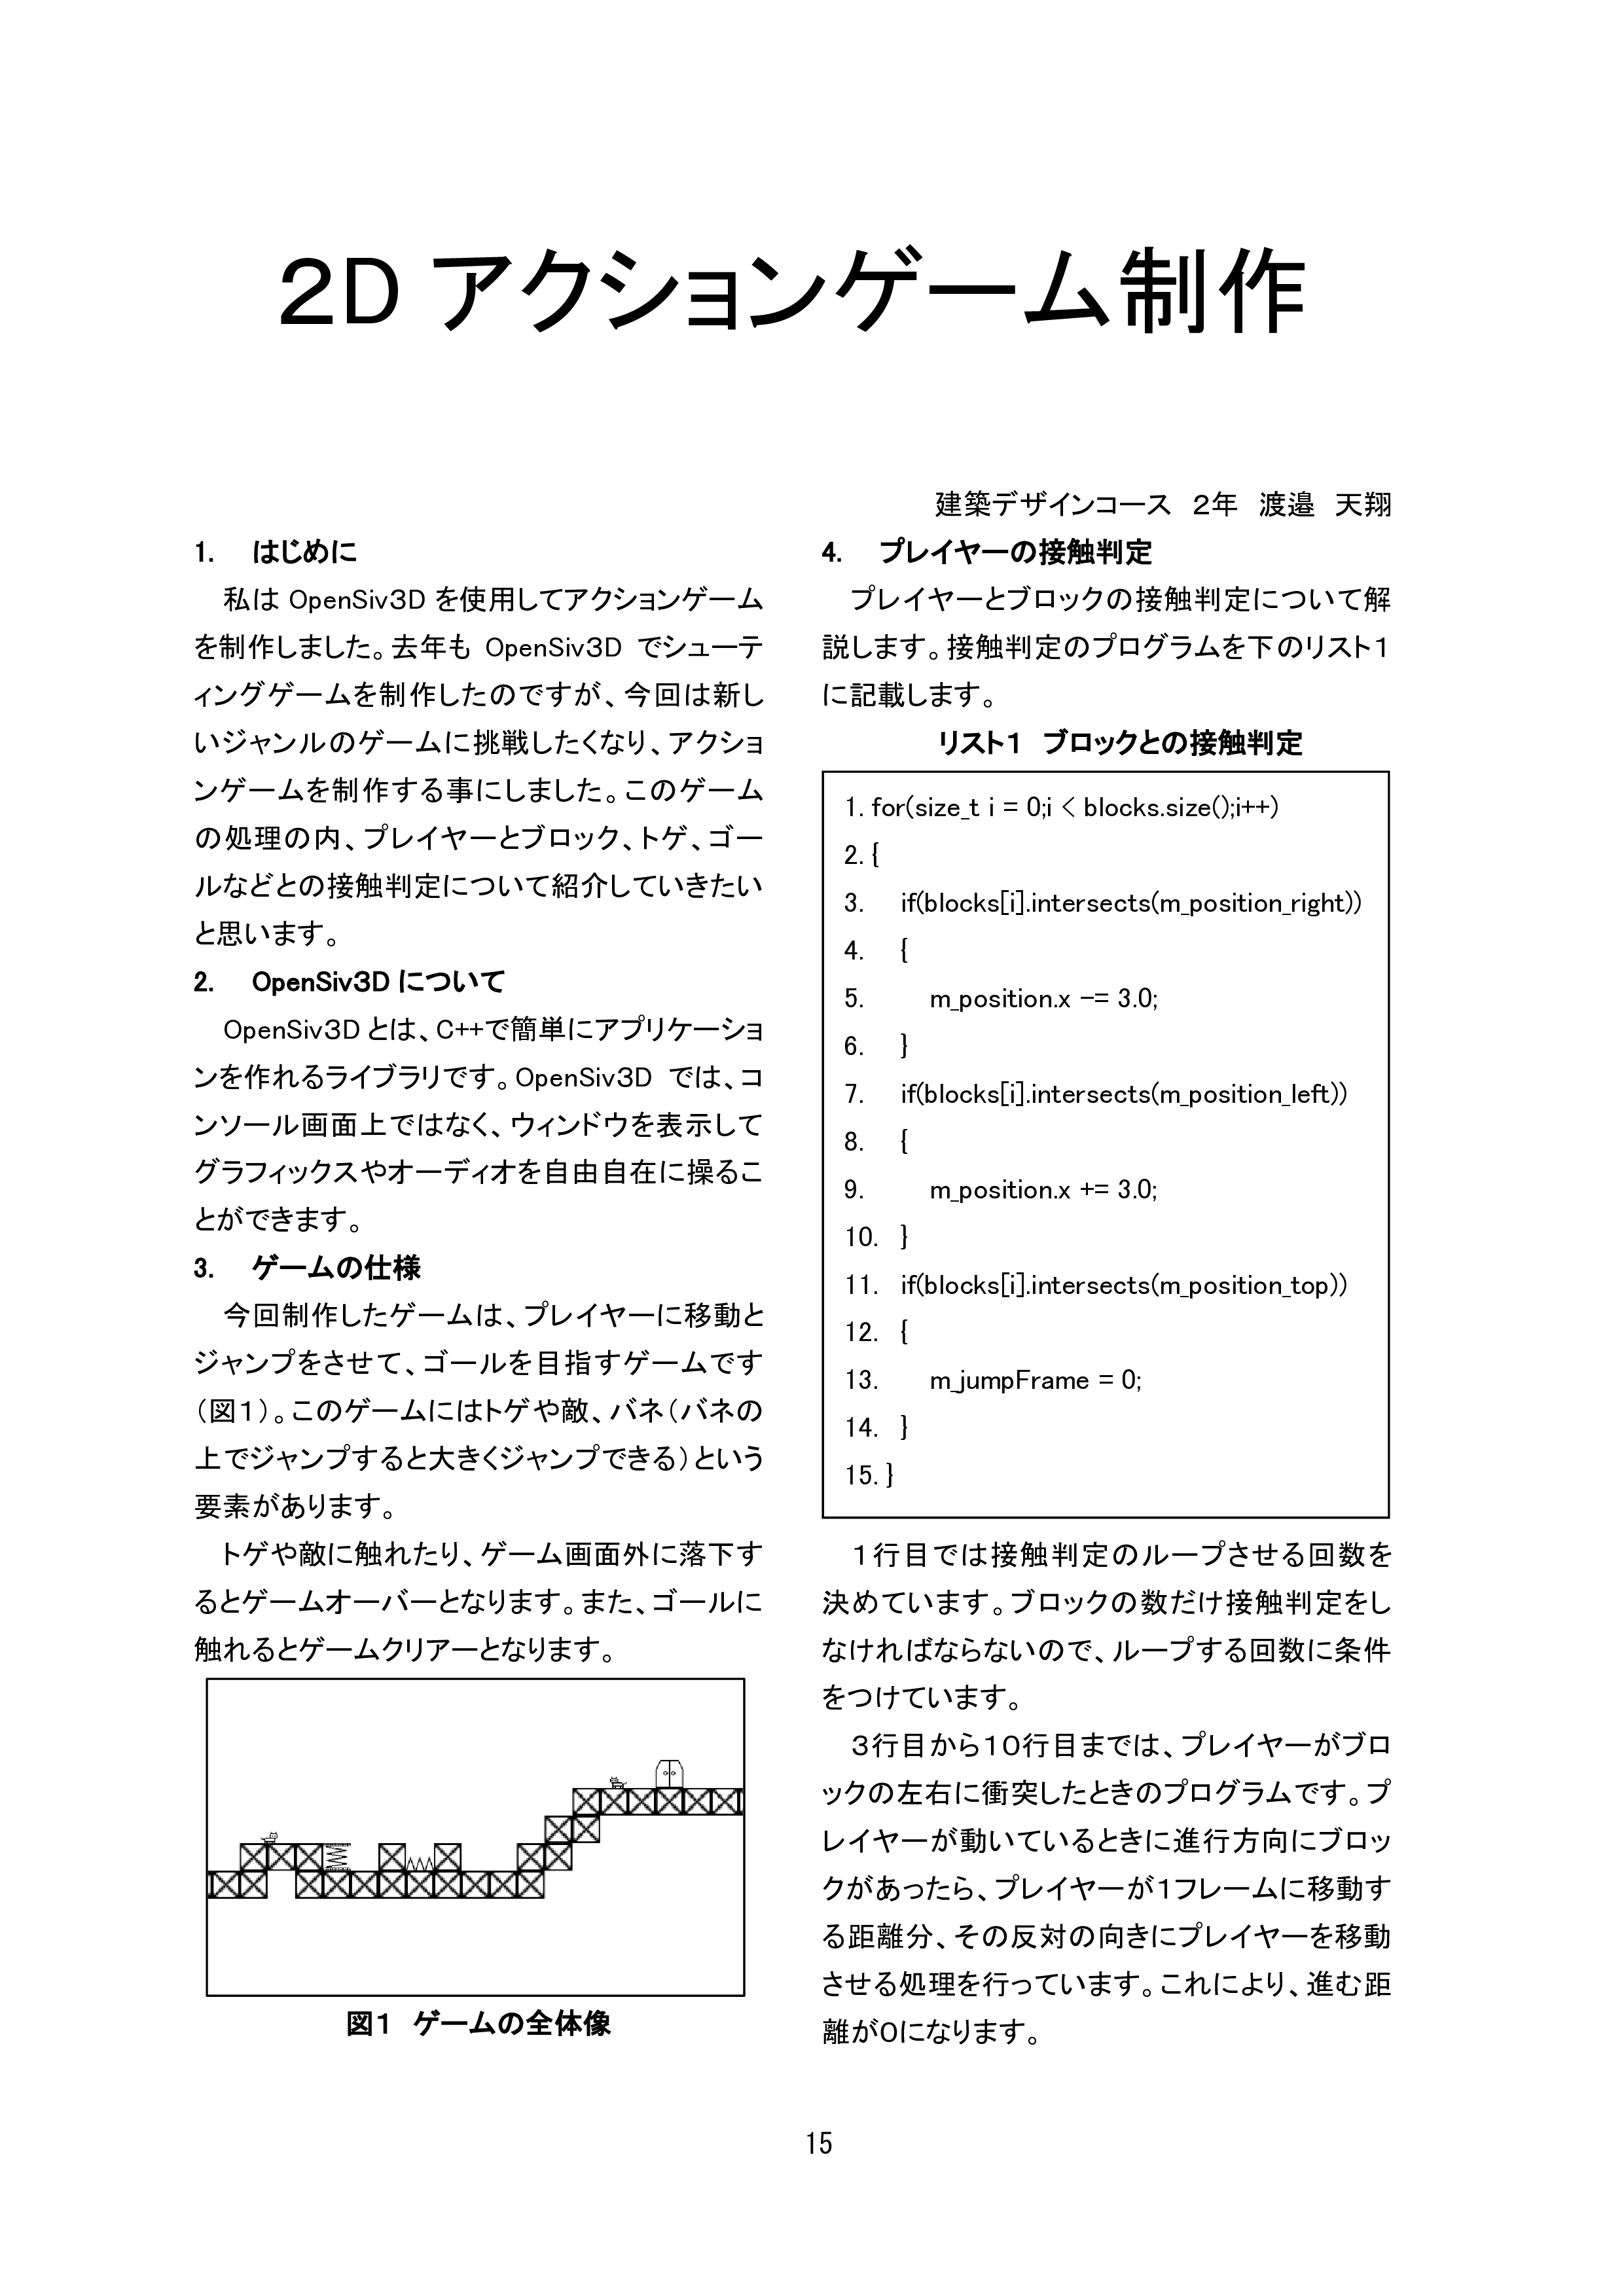 2D アクションゲーム制作
建築デザインコース 2年 渡邉 天翔
1. はじめに
私は OpenSiv3D を使用してアクションゲーム
を制作しました。去年も OpenSiv3D でシューテ
ィングゲームを制作したのですが、今回は新し
いジャンルのゲームに挑戦したくなり、アクショ
ンゲームを制作する事にしました。このゲーム
の処理の内、プレイヤーとブロック、トゲ、ゴー
ルなどとの接触判定について紹介していきたい
と思います。
2. OpenSiv3D について
OpenSiv3D とは、C++で簡単にアプリケーショ
ンを作れるライブラリです。OpenSiv3D では、コ
ンソール画面上ではなく、ウィンドウを表示して
グラフィックスやオーディオを自由自在に操るこ
とができます。
3. ゲームの仕様
今回制作したゲームは、プレイヤーに移動と
ジャンプをさせて、ゴールを目指すゲームです
（図1）。このゲームにはトゲや敵、バネ（バネの
上でジャンプすると大きくジャンプできる）という
要素があります。
トゲや敵に触れたり、ゲーム画面外に落下す
るとゲームオーバーとなります。また、ゴールに
触れるとゲームクリアーとなります。
図1 ゲームの全体像
4. プレイヤーの接触判定
プレイヤーとブロックの接触判定について解
説します。接触判定のプログラムを下のリスト1
に記載します。
リスト1 ブロックとの接触判定
1. for(size_t i = 0;i < blocks.size();i++)
2. {
3. if(blocks[i].intersects(m_position_right))
4. {
5. m_position.x -= 3.0;
6. }
7. if(blocks[i].intersects(m_position_left))
8. {
9. m_position.x += 3.0;
10. }
11. if(blocks[i].intersects(m_position_top))
12. {
13. m_jumpFrame = 0;
14. }
15. }
1行目では接触判定のループさせる回数を
決めています。ブロックの数だけ接触判定をし
なければならないので、ループする回数に条件
をつけています。
3行目から10行目までは、プレイヤーがブロ
ックの左右に衝突したときのプログラムです。プ
レイヤーが動いているときに進行方向にブロッ
クがあったら、プレイヤーが1フレームに移動す
る距離分、その反対の向きにプレイヤーを移動
させる処理を行っています。これにより、進む距
離が0になります。
15